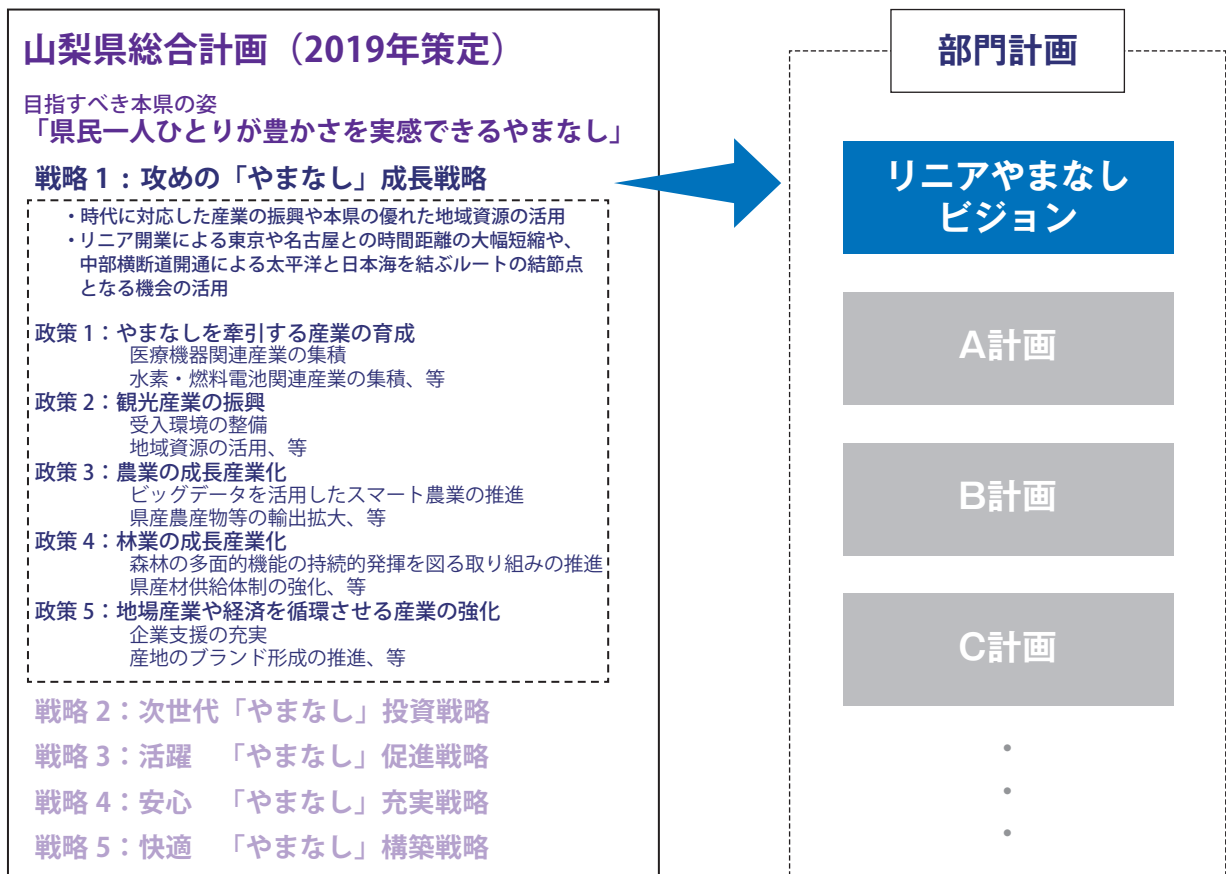 山梨県総合計画（2019年策定）
目指すべき本県の姿
「県民一人ひとりが豊かさを実感できるやまなし」
戦略 1：攻めの「やまなし」成長戦略
・時代に対応した産業の振興や本県の優れた地域資源の活用
・リニア開業による東京や名古屋との時間距離の大幅短縮や、
中部横断道開通による太平洋と日本海を結ぶルートの結節点
となる機会の活用
政策 1：やまなしを牽引する産業の育成
医療機器関連産業の集積
水素・燃料電池関連産業の集積、等
政策 2：観光産業の振興
受入環境の整備
地域資源の活用、等
政策 3：農業の成長産業化
ビッグデータを活用したスマート農業の推進
県産農産物等の輸出拡大、等
政策 4：林業の成長産業化
森林の多面的機能の持続的発揮を図る取り組みの推進
県産材供給体制の強化、等
政策 5：地場産業や経済を循環させる産業の強化
企業支援の充実
産地のブランド形成の推進、等
戦略 2：次世代「やまなし」投資戦略
戦略 3：活躍　「やまなし」促進戦略
戦略 4：安心　「やまなし」充実戦略
戦略 5：快適　「やまなし」構築戦略
部門計画
リニアやまなし
ビジョン
A計画
B計画
C計画
・
・
・